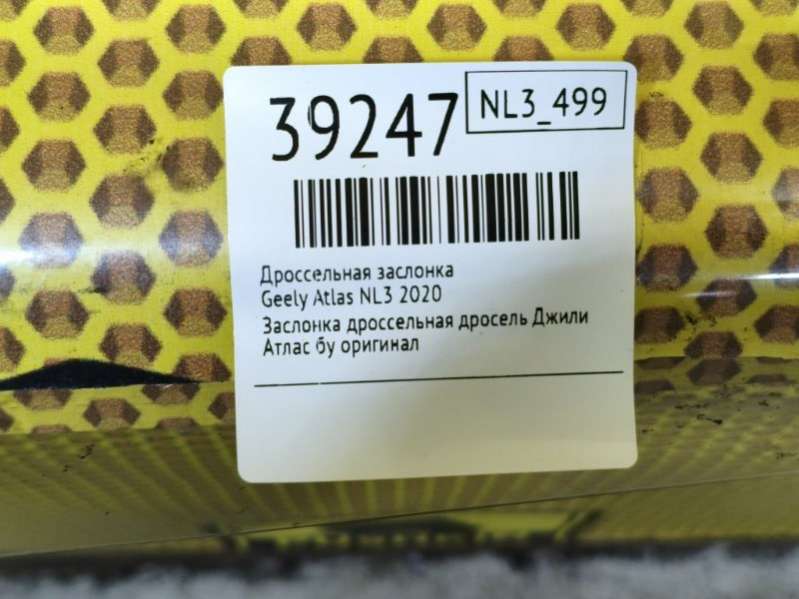 39247
NL3_499
Дроссельная заслонка
Geely Atlas NL3 2020
Заслонка дроссельная дросель Джили
Атлас бу оригинал